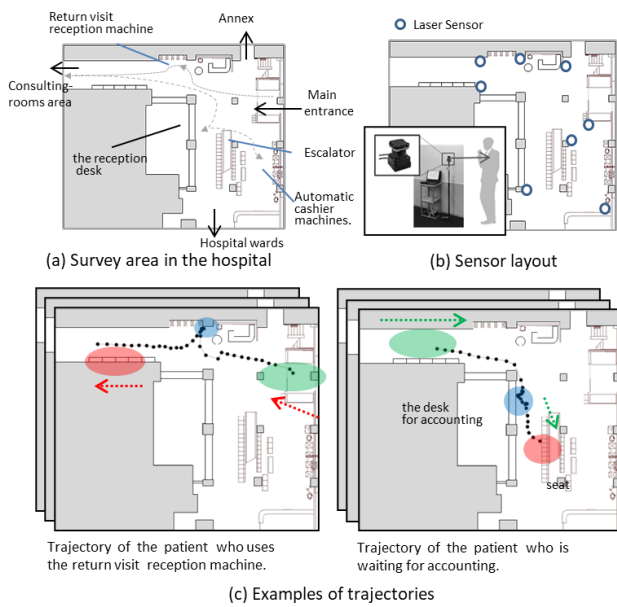 Return visit
reception machine
Annex
Consulting-
rooms area
Main
entrance
the reception
desk
Escalator
Automatic
cashier
machines.
Hospital wards
(a) Survey area in the hospital
Laser Sensor
(b) Sensor layout
the desk
for accounting
seat
Trajectory of the patient who uses
the return visit reception machine.
Trajectory of the patient who is
waiting for accounting.
(c) Examples of trajectories